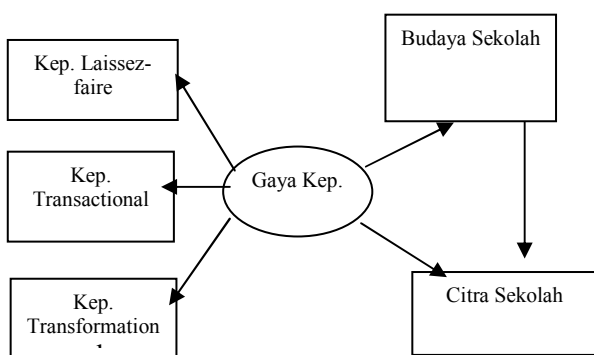 Budaya Sekolah
Kep. Laissez-
faire
Kep.
Transactional
Gaya Kep.
Kep.
Transformation
Citra Sekolah